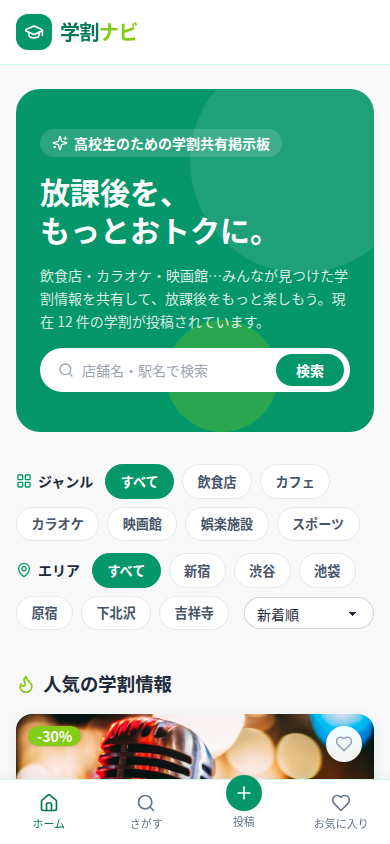 学割ナビ
高校生のための学割共有掲示板
放課後を、
もっとおトクに。
飲食店・カラオケ・映画館…みんなが見つけた学
割情報を共有して、放課後をもっと楽しもう。現
在 12 件の学割が投稿されています。
店舗名・駅名で検索 検索
ジャンル すべて 飲食店 カフェ
カラオケ 映画館 娯楽施設 スポーツ
エリア すべて 新宿 渋谷 池袋
原宿 下北沢 吉祥寺 新着順
人気の学割情報
-30%
ホーム さがす 投稿 お気に入り